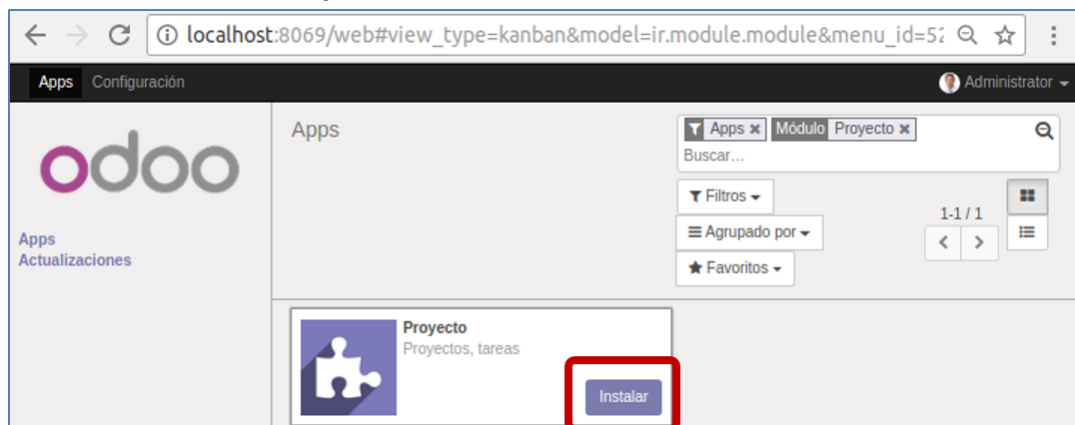 localhost:8069/web#view_type=kanban&model=ir.module.module&menu_id=52
Apps Configuración Administrator
odoo
Apps
Actualizaciones
Apps
Apps × Módulo Proyecto ×
Buscar...
Filtros
Agrupado por
Favoritos
1-1 / 1
Proyecto
Proyectos, tareas
Instalar